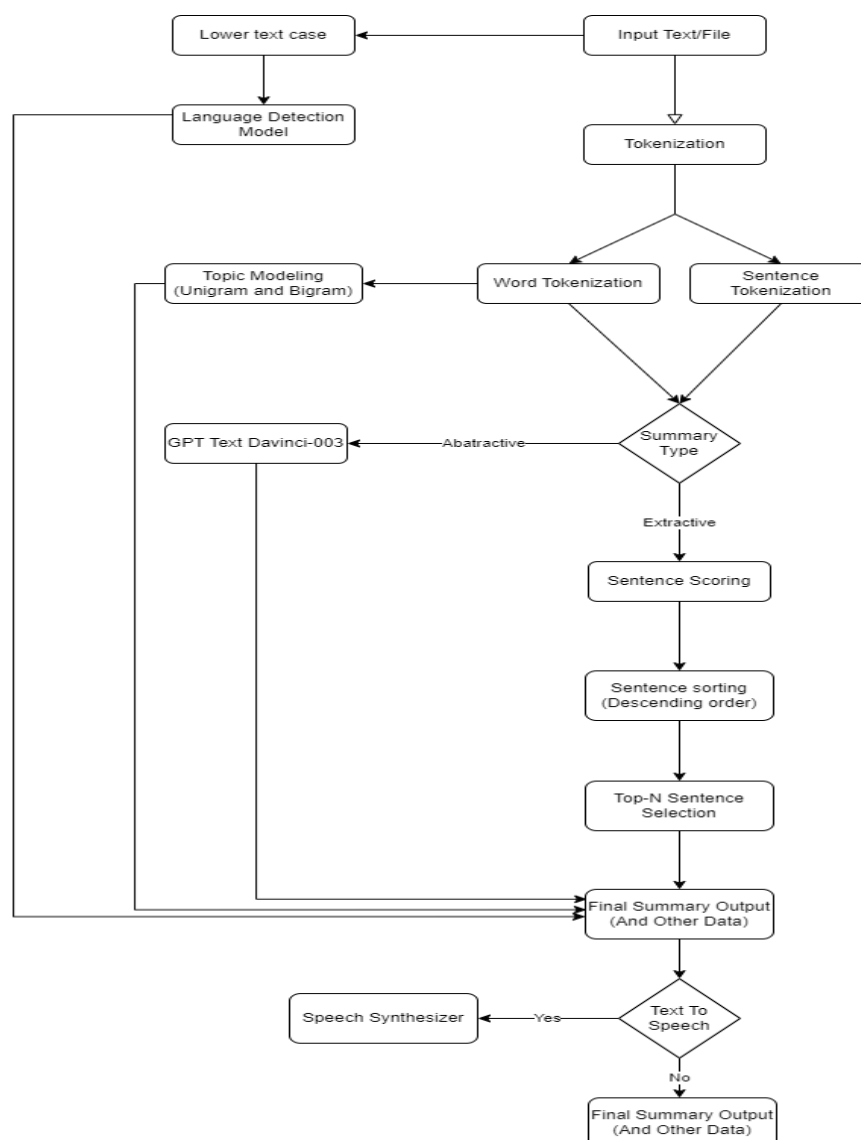 Lower text case
Input Text/File
Language Detection
Model
Tokenization
Topic Modeling
(Unigram and Bigram)
Word Tokenization
Sentence
Tokenization
GPT Text Davinci-003
Abatractive
Summary
Type
Extractive
Sentence Scoring
Sentence sorting
(Descending order)
Top-N Sentence
Selection
Final Summary Output
(And Other Data)
Speech Synthesizer
Yes
Text To
Speech
No
Final Summary Output
(And Other Data)